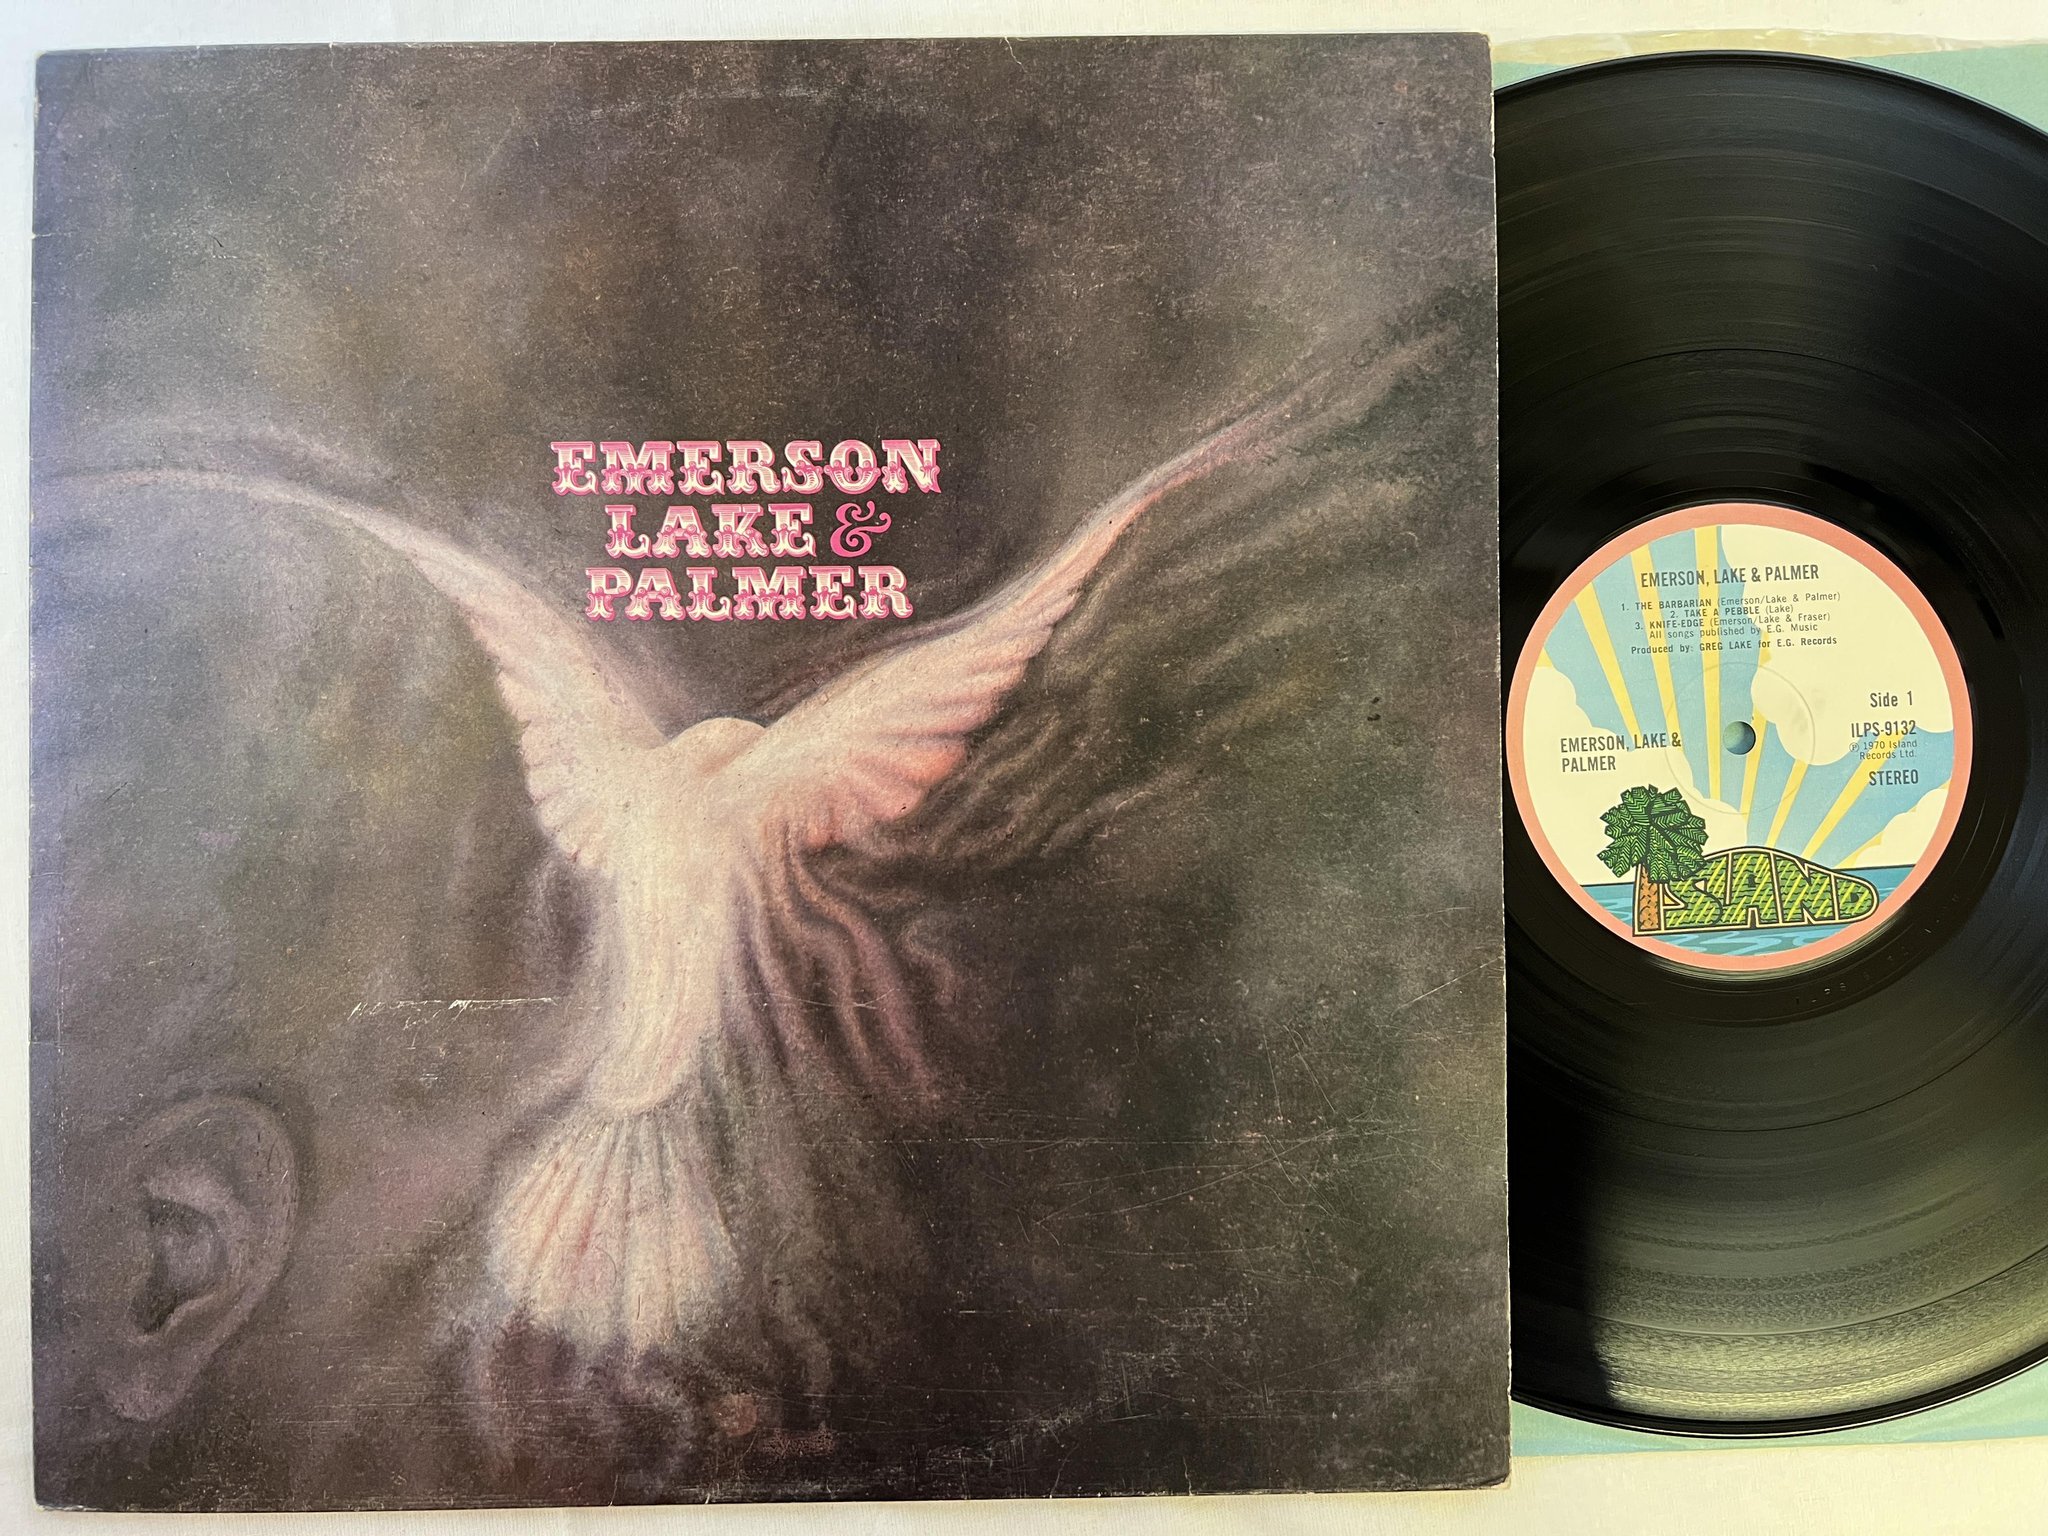 EMERSON
LAKE &
PALMER
EMERSON, LAKE & PALMER
1. THE BARBARIAN (Emerson/Lake & Palmer)
2. TAKE A PEBBLE (Lake)
3. KNIFE-EDGE (Emerson/Lake & Fraser)
All songs published by E.G. Music
Produced by: GREG LAKE for E.G. Records
Side 1
ILPS-9132
℗ 1970 Island
Records Ltd.
STEREO
EMERSON, LAKE &
PALMER
ISLAND